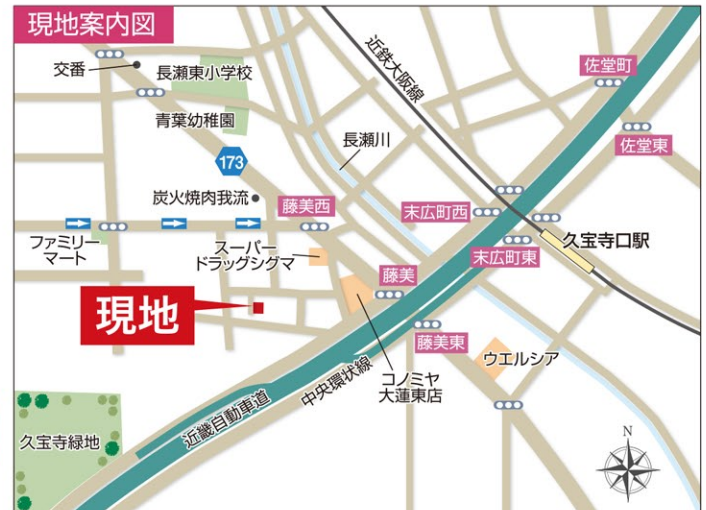 現地案内図
交番
長瀬東小学校
青葉幼稚園
近鉄大阪線
佐堂町
佐堂東
長瀬川
173
炭火焼肉我流
藤美西
末広町西
久宝寺口駅
末広町東
ファミリー
マート
スーパー
ドラッグシグマ
藤美
現地
藤美東
ウエルシア
コノミヤ
大蓮東店
中央環状線
近畿自動車道
久宝寺緑地
N